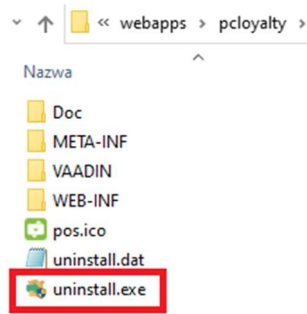 « webapps > pcloyalty >
Nazwa
Doc
META-INF
VAADIN
WEB-INF
pos.ico
uninstall.dat
uninstall.exe